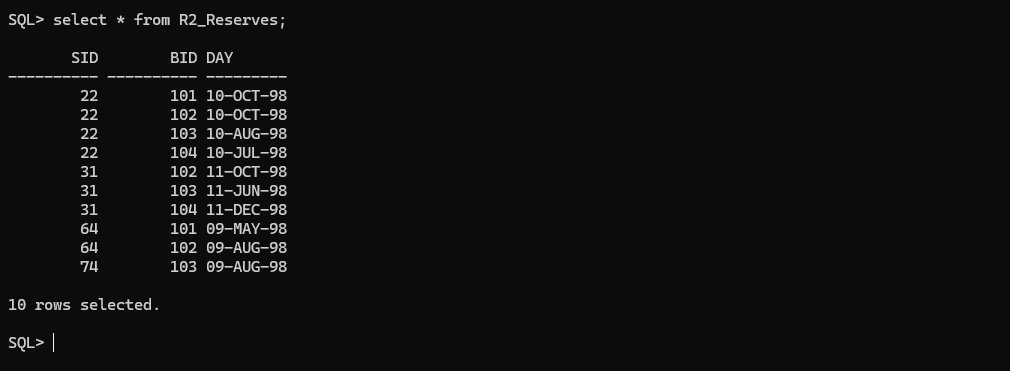 SQL> select * from R2_Reserves;
       SID        BID DAY
---------- ---------- ---------
        22        101 10-OCT-98
        22        102 10-OCT-98
        22        103 10-AUG-98
        22        104 10-JUL-98
        31        102 11-OCT-98
        31        103 11-JUN-98
        31        104 11-DEC-98
        64        101 09-MAY-98
        64        102 09-AUG-98
        74        103 09-AUG-98
10 rows selected.
SQL>